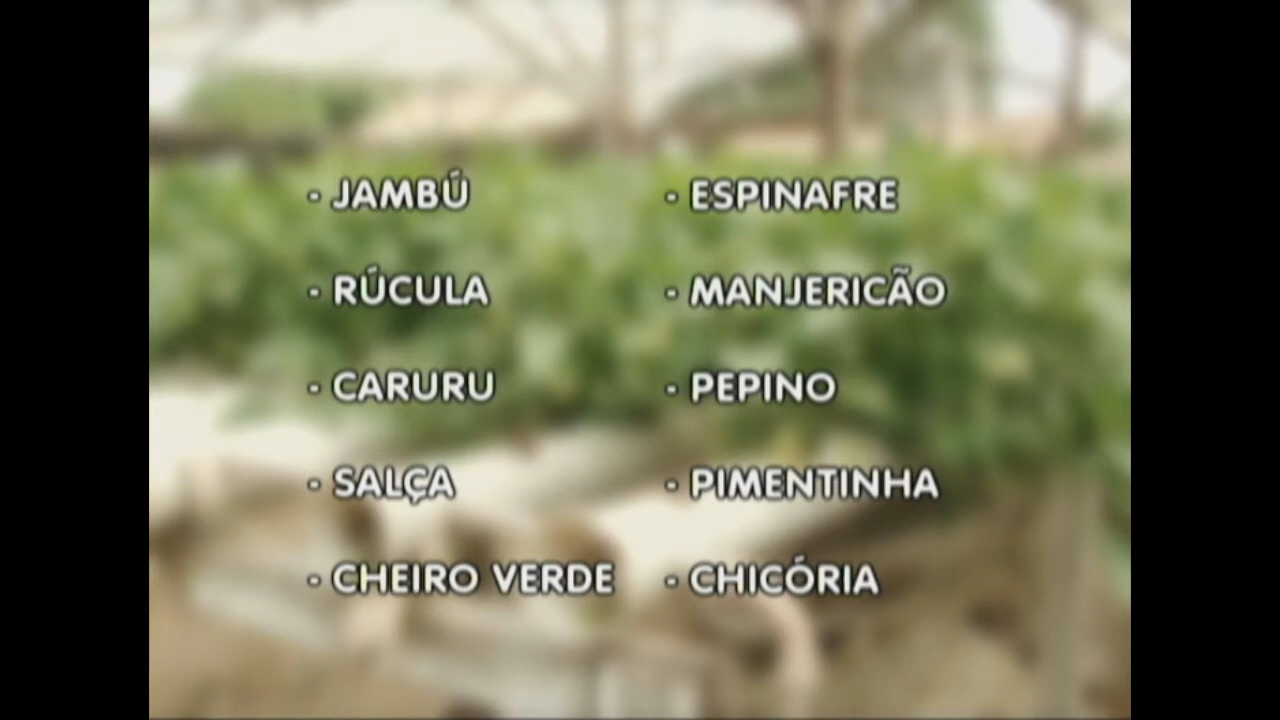 - JAMBÚ
- RÚCULA
- CARURU
- SALÇA
- CHEIRO VERDE
- ESPINAFRE
- MANJERICÃO
- PEPINO
- PIMENTINHA
- CHICÓRIA